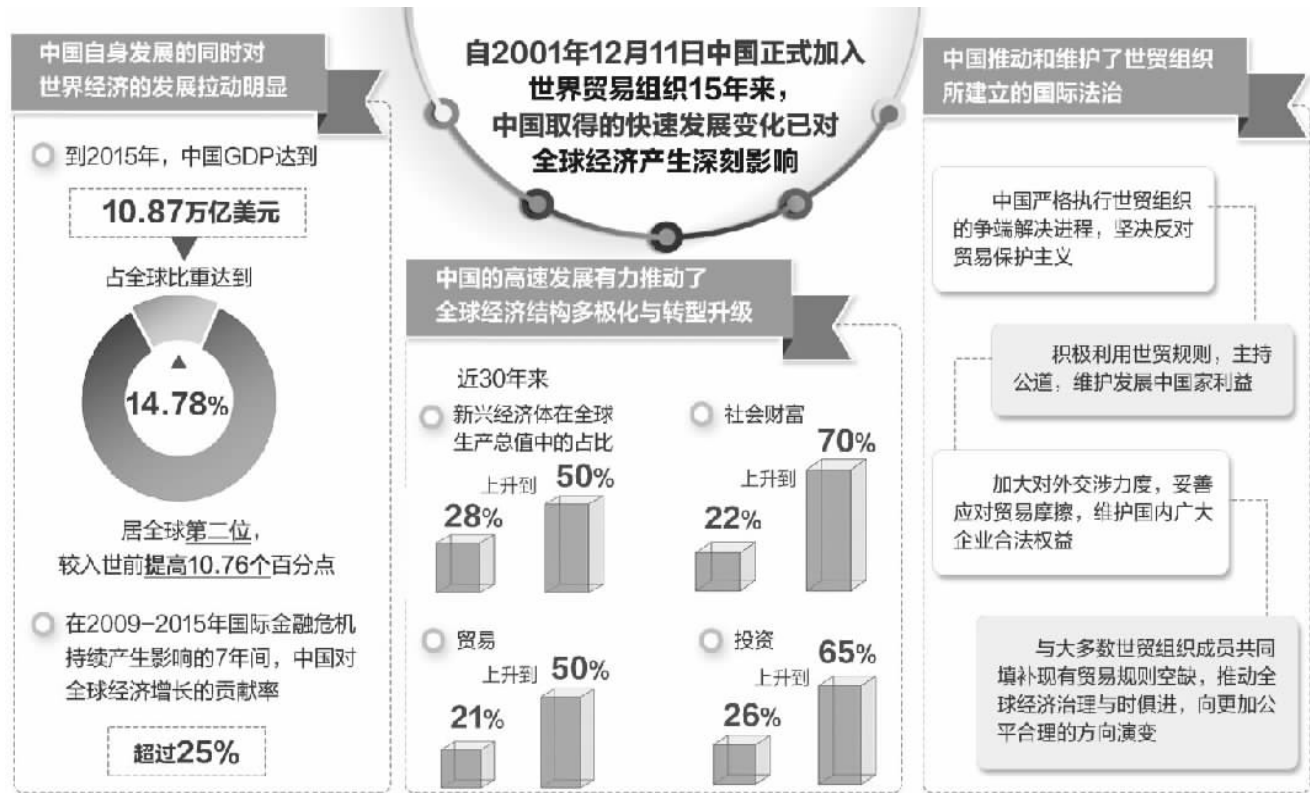 自2001年12月11日中国正式加入
世界贸易组织15年来，
中国取得的快速发展变化已对
全球经济产生深刻影响
中国自身发展的同时对
世界经济的发展拉动明显
到2015年，中国GDP达到
10.87万亿美元
占全球比重达到
14.78%
居全球第二位，
较入世前提高10.76个百分点
在2009-2015年国际金融危机
持续产生影响的7年间，中国对
全球经济增长的贡献率
超过25%
中国的高速发展有力推动了
全球经济结构多极化与转型升级
近30年来
新兴经济体在全球
生产总值中的占比
28%
上升到
50%
社会财富
22%
上升到
70%
贸易
21%
上升到
50%
投资
26%
上升到
65%
中国推动和维护了世贸组织
所建立的国际法治
中国严格执行世贸组织
的争端解决进程，坚决反对
贸易保护主义
积极利用世贸规则，主持
公道，维护发展中国家利益
加大对外交涉力度，妥善
应对贸易摩擦，维护国内广大
企业合法权益
与大多数世贸组织成员共同
填补现有贸易规则空缺，推动全
球经济治理与时俱进，向更加公
平合理的方向演变